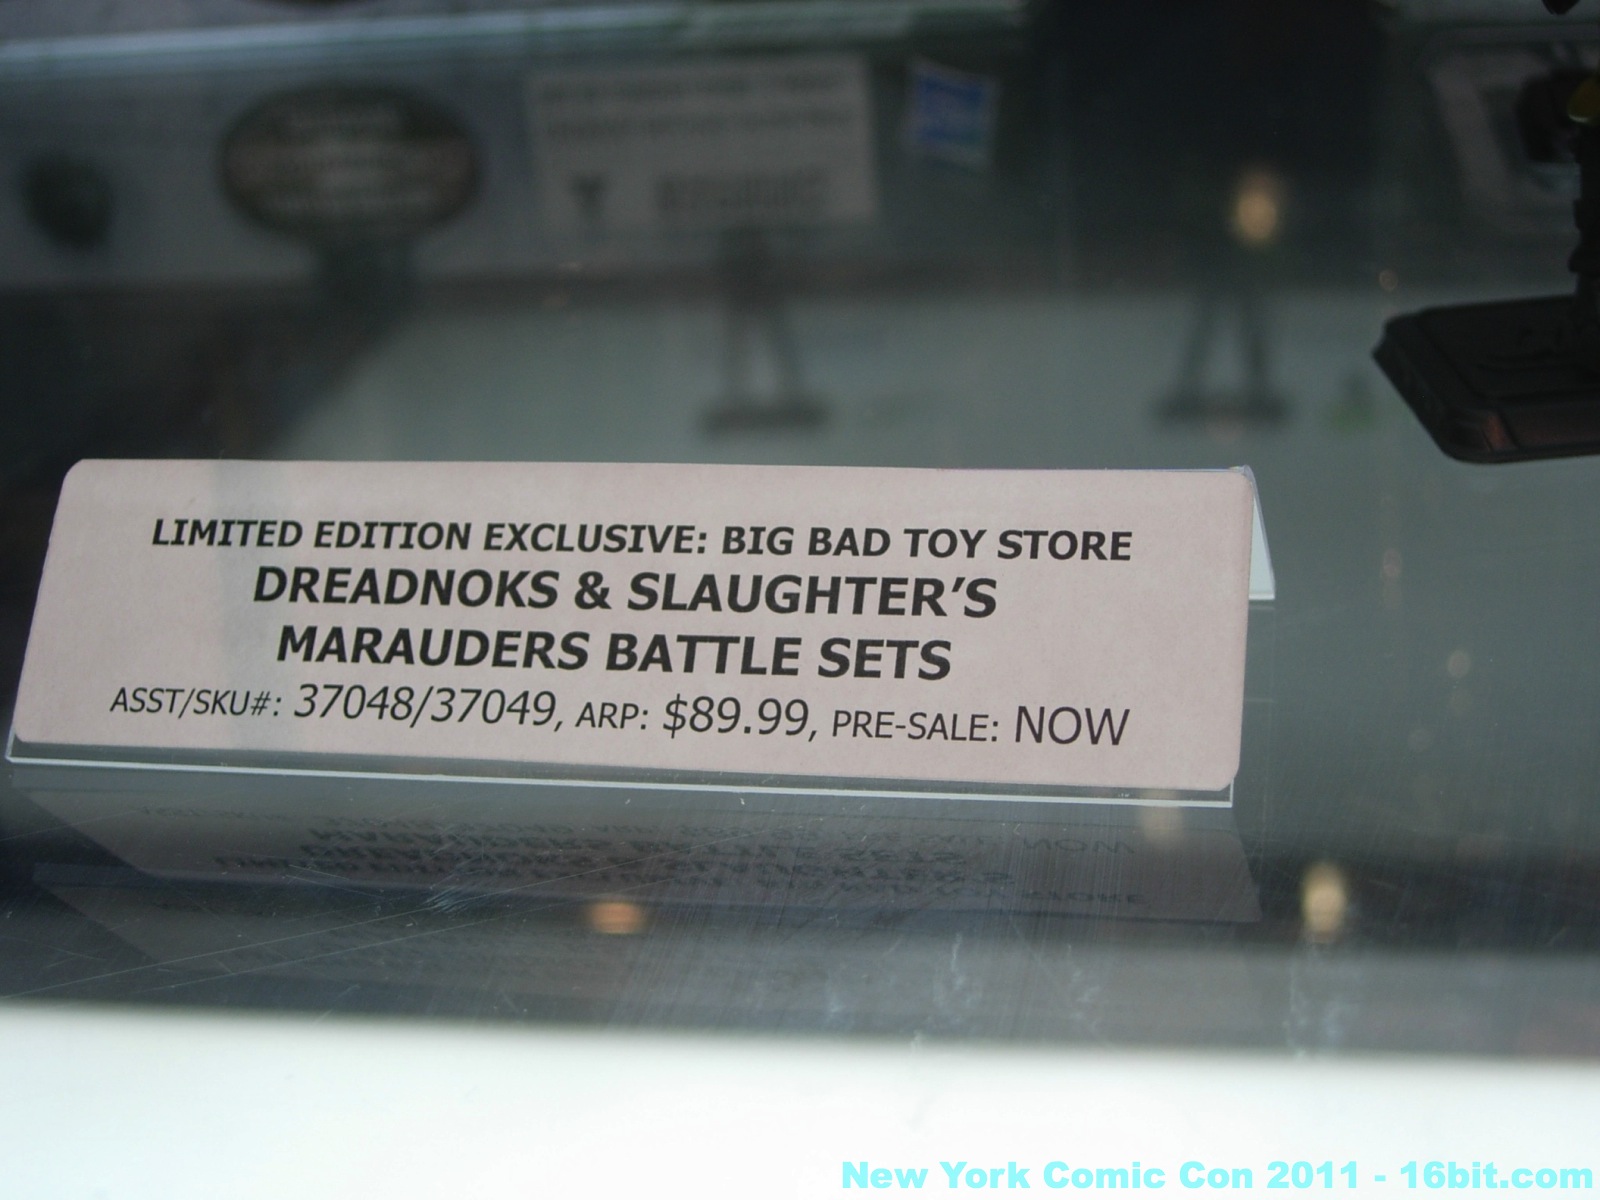 LIMITED EDITION EXCLUSIVE: BIG BAD TOY STORE
DREADNOKS & SLAUGHTER'S
MARAUDERS BATTLE SETS
ASST/SKU#: 37048/37049, ARP: $89.99, PRE-SALE: NOW
New York Comic Con 2011 - 16bit.com